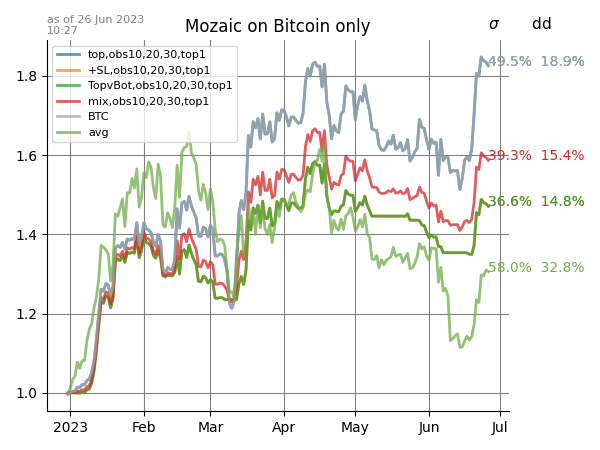 as of 26 Jun 2023
10:27
Mozaic on Bitcoin only
σ dd
top,obs10,20,30,top1
+SL,obs10,20,30,top1
TopvBot,obs10,20,30,top1
mix,obs10,20,30,top1
BTC
avg
49.5% 18.9%
39.3% 15.4%
36.6% 14.8%
58.0% 32.8%
1.8
1.6
1.4
1.2
1.0
2023 Feb Mar Apr May Jun Jul